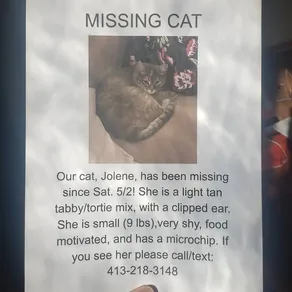 MISSING CAT
Our cat, Jolene, has been missing
since Sat. 5/2! She is a light tan
tabby/tortie mix, with a clipped ear.
She is small (9 lbs),very shy, food
motivated, and has a microchip. If
you see her please call/text:
413-218-3148